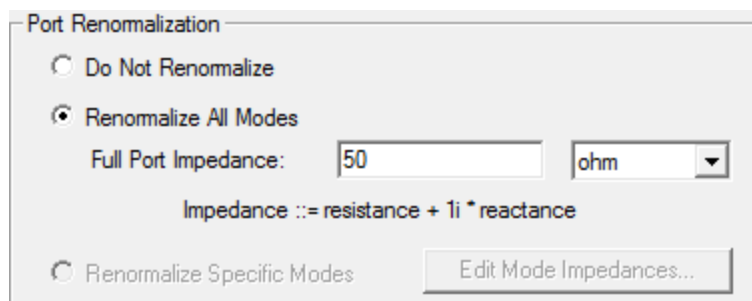 Port Renormalization
Do Not Renormalize
Renormalize All Modes
Full Port Impedance: 50 ohm
Impedance ::= resistance + 1i * reactance
Renormalize Specific Modes Edit Mode Impedances...